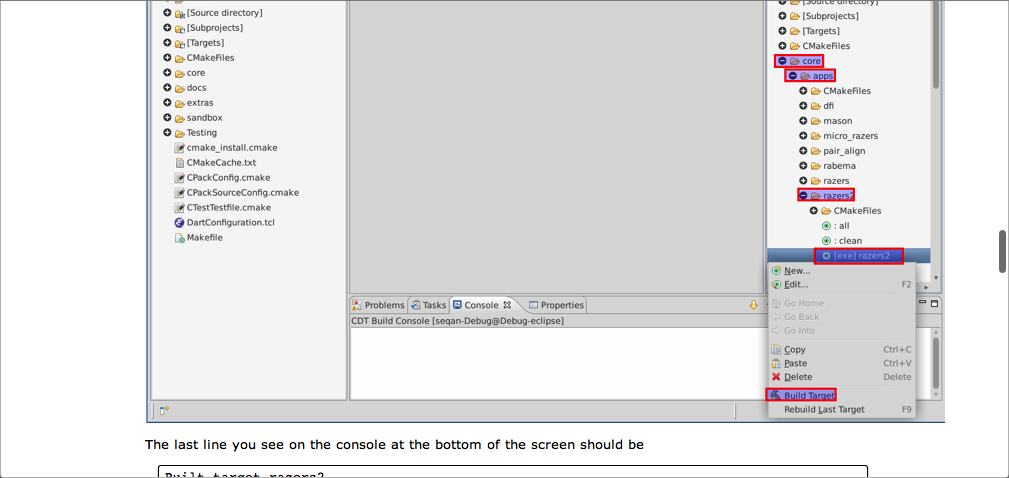 [Source directory]
[Subprojects]
[Targets]
CMakeFiles
core
docs
extras
sandbox
Testing
cmake_install.cmake
CMakeCache.txt
CPackConfig.cmake
CPackSourceConfig.cmake
CTestTestfile.cmake
DartConfiguration.tcl
Makefile
[Source directory]
[Subprojects]
[Targets]
CMakeFiles
core
apps
CMakeFiles
dfi
mason
micro_razers
pair_align
rabema
razers
razers2
CMakeFiles
: all
: clean
[exe] razers2
New...
Edit... F2
Go Home
Go Back
Go Into
Copy Ctrl+C
Paste Ctrl+V
Delete Delete
Build Target
Rebuild Last Target F9
Problems Tasks Console Properties
CDT Build Console [seqan-Debug@Debug-eclipse]
The last line you see on the console at the bottom of the screen should be
Built target razers2